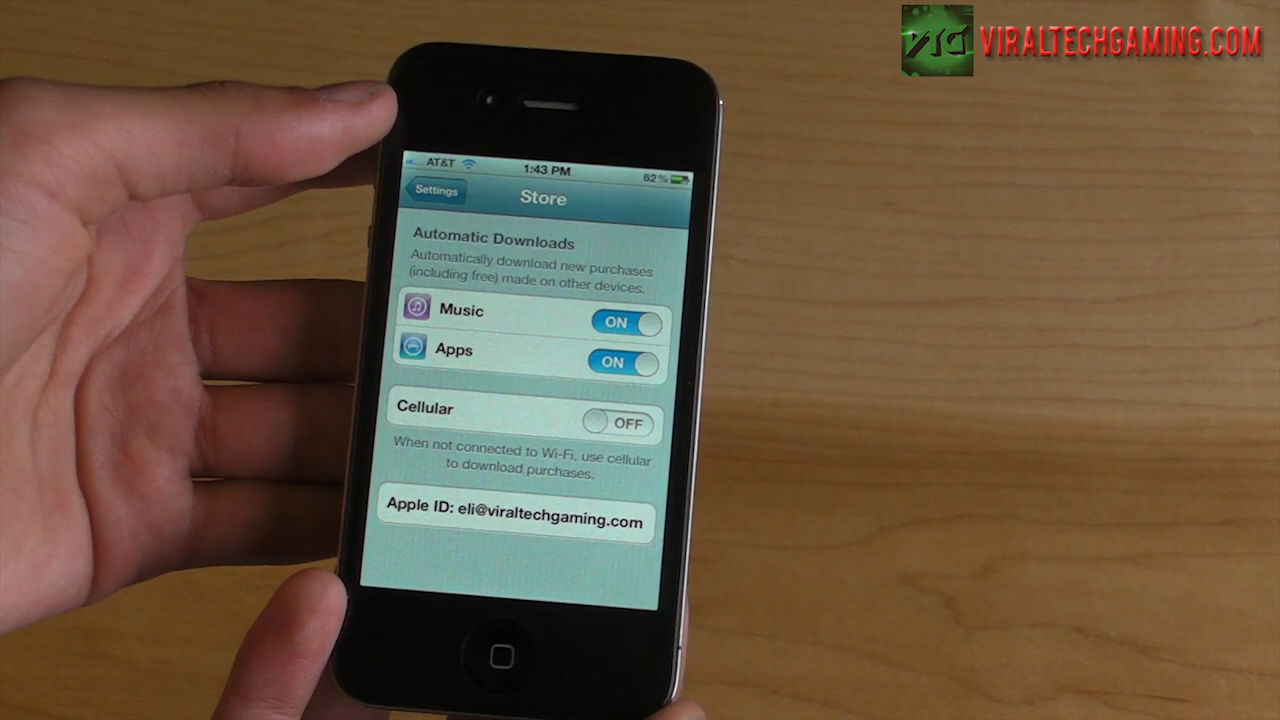 VTG VIRALTECHGAMING.COM
AT&T 1:43 PM 62%
Settings Store
Automatic Downloads
Automatically download new purchases
(including free) made on other devices.
Music ON
Apps ON
Cellular OFF
When not connected to Wi-Fi, use cellular
to download purchases.
Apple ID: eli@viraltechgaming.com